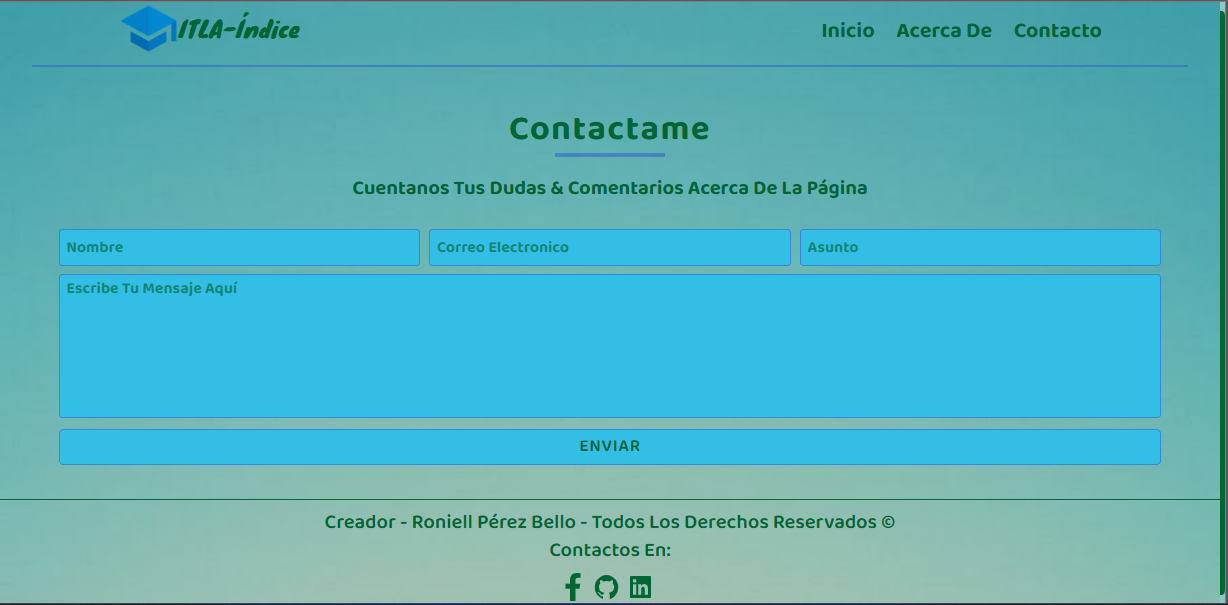 ITLA-Índice
Inicio Acerca De Contacto
Contactame
Cuentanos Tus Dudas & Comentarios Acerca De La Página
Nombre Correo Electronico Asunto
Escribe Tu Mensaje Aquí
ENVIAR
Creador - Roniell Pérez Bello - Todos Los Derechos Reservados ©
Contactos En: